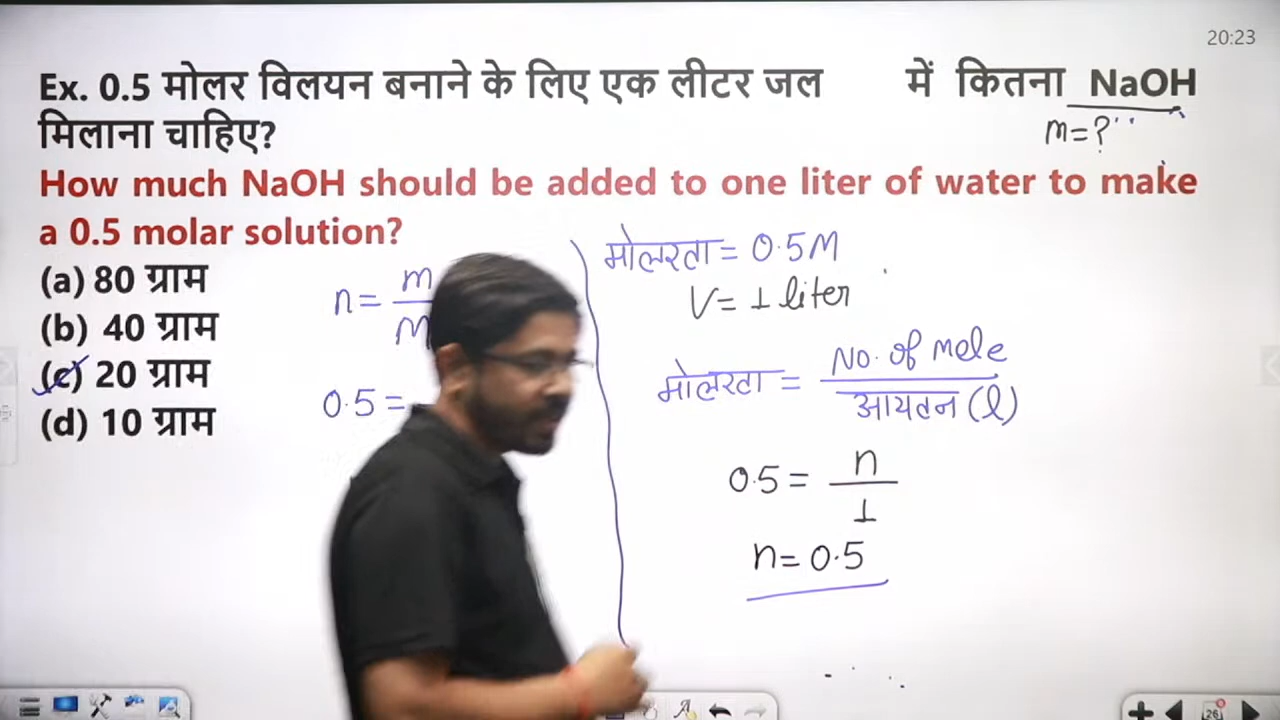 20:23
Ex. 0.5 मोलर विलयन बनाने के लिए एक लीटर जल में कितना NaOH
मिलाना चाहिए?
m=?
How much NaOH should be added to one liter of water to make
a 0.5 molar solution?
(a) 80 ग्राम
(b) 40 ग्राम
(c) 20 ग्राम
(d) 10 ग्राम
n= m
M
0.5=
मोलरता = 0.5M
V= 1 liter
मोलरता = No. of mole
आयतन (l)
0.5= n
1
n= 0.5
26